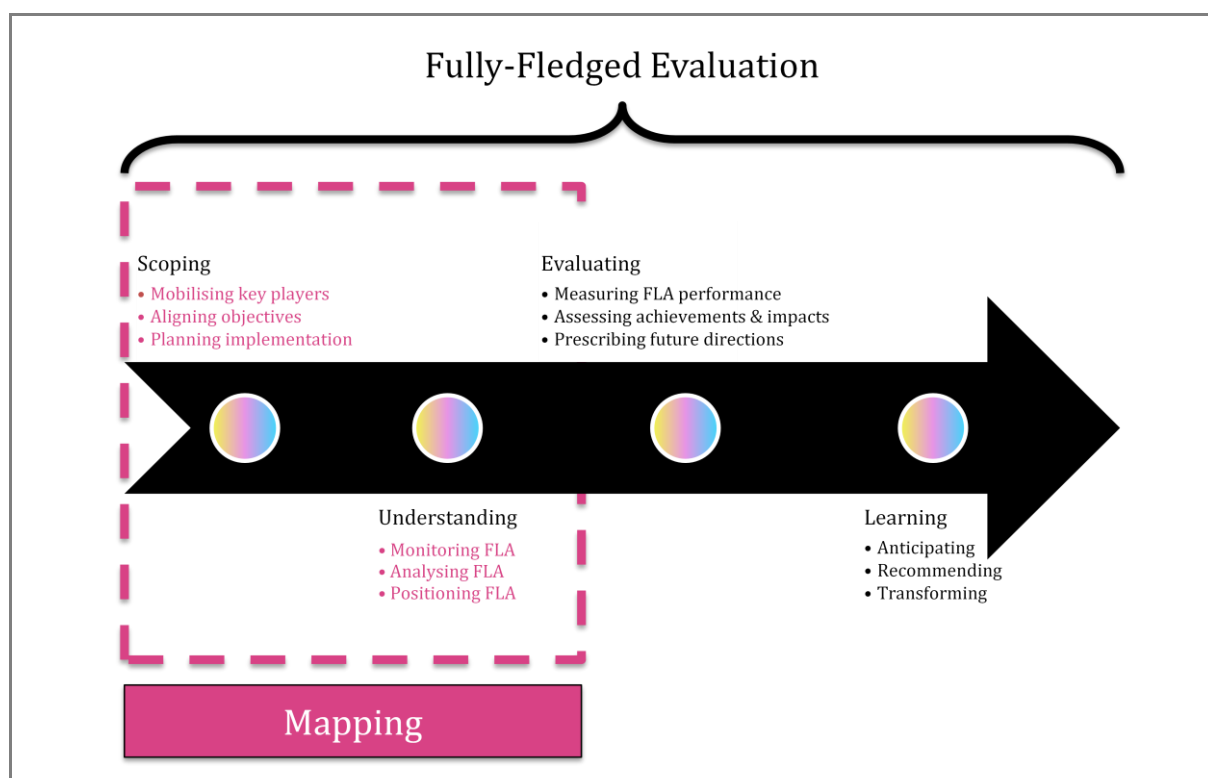 Fully-Fledged Evaluation
Scoping
• Mobilising key players
• Aligning objectives
• Planning implementation
Evaluating
• Measuring FLA performance
• Assessing achievements & impacts
• Prescribing future directions
Understanding
• Monitoring FLA
• Analysing FLA
• Positioning FLA
Learning
• Anticipating
• Recommending
• Transforming
Mapping